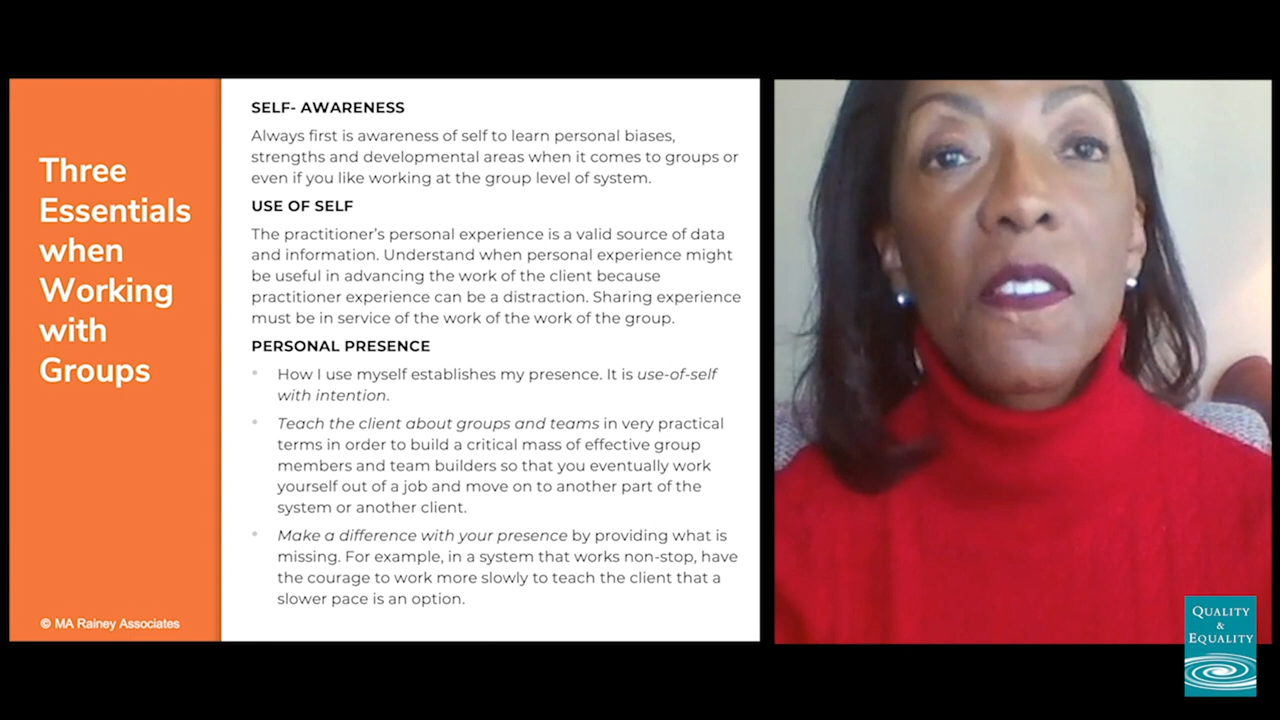 Three
Essentials
when
Working
with
Groups
© MA Rainey Associates
SELF- AWARENESS
Always first is awareness of self to learn personal biases,
strengths and developmental areas when it comes to groups or
even if you like working at the group level of system.
USE OF SELF
The practitioner’s personal experience is a valid source of data
and information. Understand when personal experience might
be useful in advancing the work of the client because
practitioner experience can be a distraction. Sharing experience
must be in service of the work of the work of the group.
PERSONAL PRESENCE
• How I use myself establishes my presence. It is use-of-self
with intention.
• Teach the client about groups and teams in very practical
terms in order to build a critical mass of effective group
members and team builders so that you eventually work
yourself out of a job and move on to another part of the
system or another client.
• Make a difference with your presence by providing what is
missing. For example, in a system that works non-stop, have
the courage to work more slowly to teach the client that a
slower pace is an option.
QUALITY
&
EQUALITY